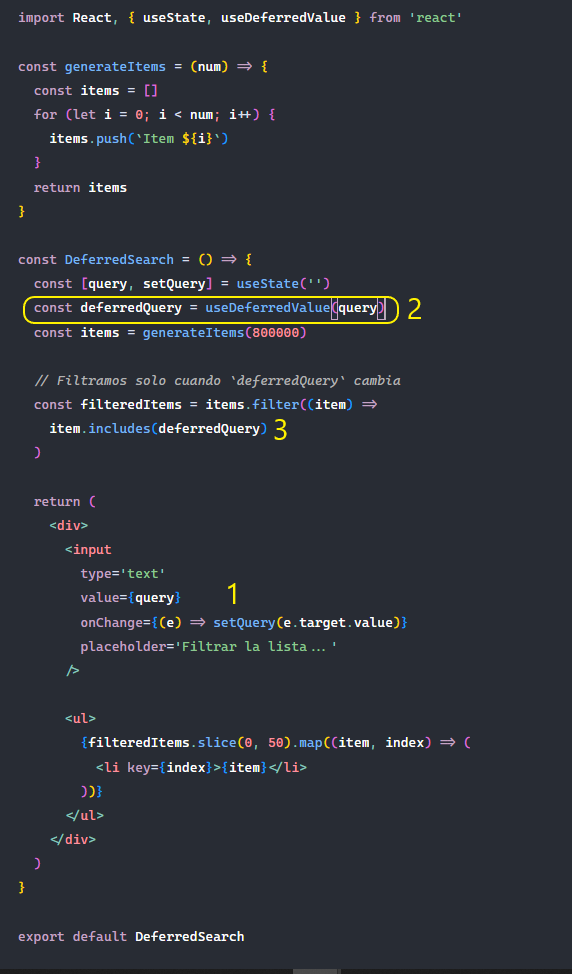 import React, { useState, useDeferredValue } from 'react'
const generateItems = (num) => {
const items = []
for (let i = 0; i < num; i++) {
items.push(`Item ${i}`)
}
return items
}
const DeferredSearch = () => {
const [query, setQuery] = useState('')
const deferredQuery = useDeferredValue(query) 2
const items = generateItems(800000)
// Filtramos solo cuando `deferredQuery` cambia
const filteredItems = items.filter((item) =>
item.includes(deferredQuery) 3
)
return (
<div>
<input
type='text'
value={query} 1
onChange={(e) => setQuery(e.target.value)}
placeholder='Filtrar la lista...'
/>
<ul>
{filteredItems.slice(0, 50).map((item, index) => (
<li key={index}>{item}</li>
))}
</ul>
</div>
)
}
export default DeferredSearch